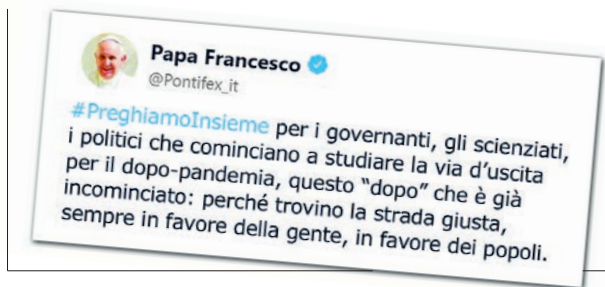 Papa Francesco
@Pontifex_it
#PreghiamoInsieme per i governanti, gli scienziati,
i politici che cominciano a studiare la via d'uscita
per il dopo-pandemia, questo "dopo" che è già
incominciato: perché trovino la strada giusta,
sempre in favore della gente, in favore dei popoli.